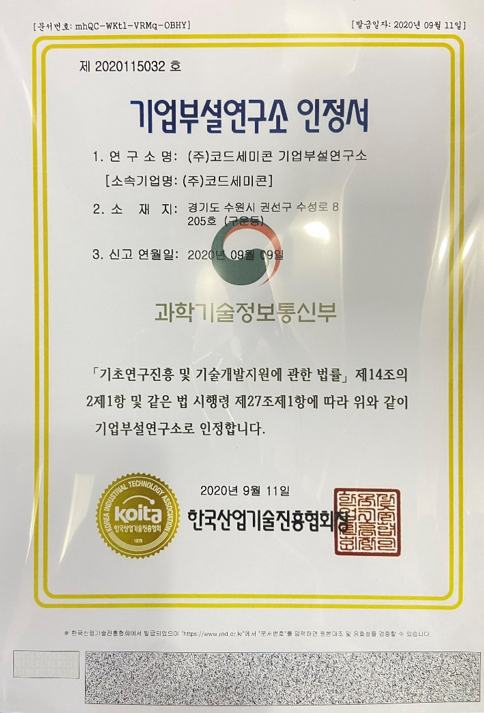 [문서번호: mhQC-WKtl-VRMq-OBHY]
[발급일자: 2020년 09월 11일]
제 2020115032 호
기업부설연구소 인정서
1. 연 구 소 명: (주)코드세미콘 기업부설연구소
[소속기업명: (주)코드세미콘]
2. 소 재 지: 경기도 수원시 권선구 수성로 8
205호 (구운동)
3. 신고 연월일: 2020년 09월 09일
과학기술정보통신부
「기초연구진흥 및 기술개발지원에 관한 법률」 제14조의
2제1항 및 같은 법 시행령 제27조제1항에 따라 위와 같이
기업부설연구소로 인정합니다.
2020년 9월 11일
KOREA INDUSTRIAL TECHNOLOGY ASSOCIATION
koita
한국산업기술진흥협회
1979
한국산업기술진흥협회장
※ 한국산업기술진흥협회에서 발급되었으며 "https://www.rnd.or.kr"에서 "문서번호"를 입력하면 원본대조 및 유효성을 검증할 수 있습니다.